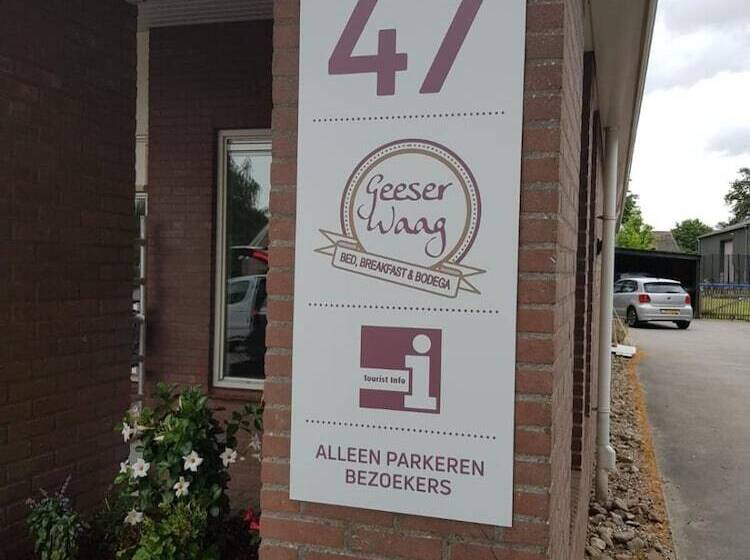 47
Geeser
Waag
BED, BREAKFAST & BODEGA
Tourist Info
i
ALLEEN PARKEREN
BEZOEKERS